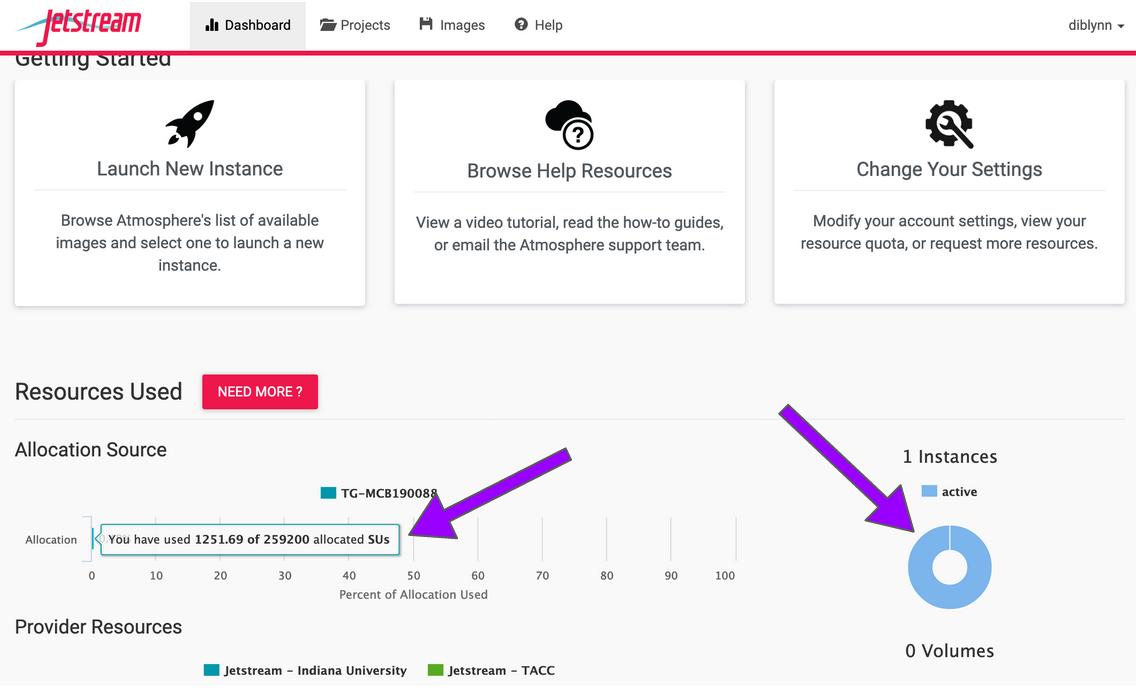 Jetstream
Dashboard
Projects
Images
Help
diblynn
Getting Started
Launch New Instance
Browse Atmosphere's list of available
images and select one to launch a new
instance.
Browse Help Resources
View a video tutorial, read the how-to guides,
or email the Atmosphere support team.
Change Your Settings
Modify your account settings, view your
resource quota, or request more resources.
Resources Used
NEED MORE ?
Allocation Source
TG-MCB190088
Allocation
You have used 1251.69 of 259200 allocated SUs
0 10 20 30 40 50 60 70 80 90 100
Percent of Allocation Used
1 Instances
active
0 Volumes
Provider Resources
Jetstream - Indiana University
Jetstream - TACC